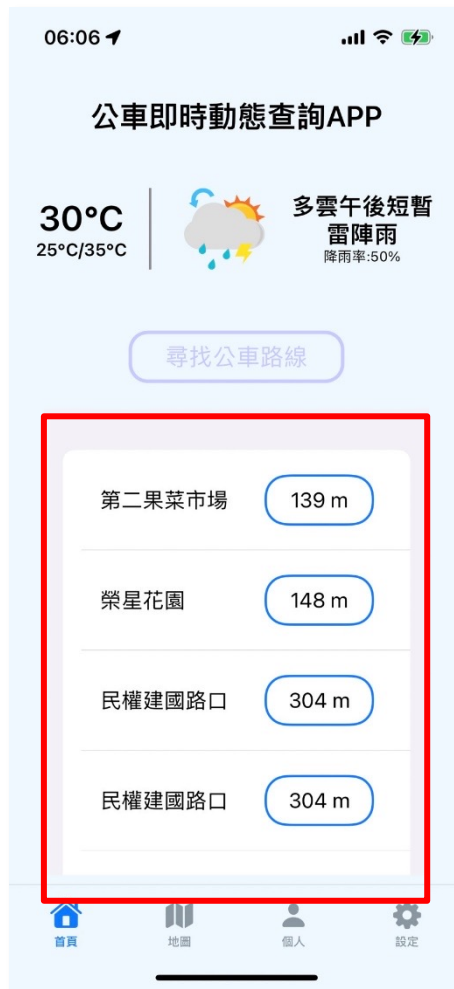 06:06
公車即時動態查詢APP
30°C
25°C/35°C
多雲午後短暫
雷陣雨
降雨率:50%
尋找公車路線
第二果菜市場 139 m
榮星花園 148 m
民權建國路口 304 m
民權建國路口 304 m
首頁 地圖 個人 設定